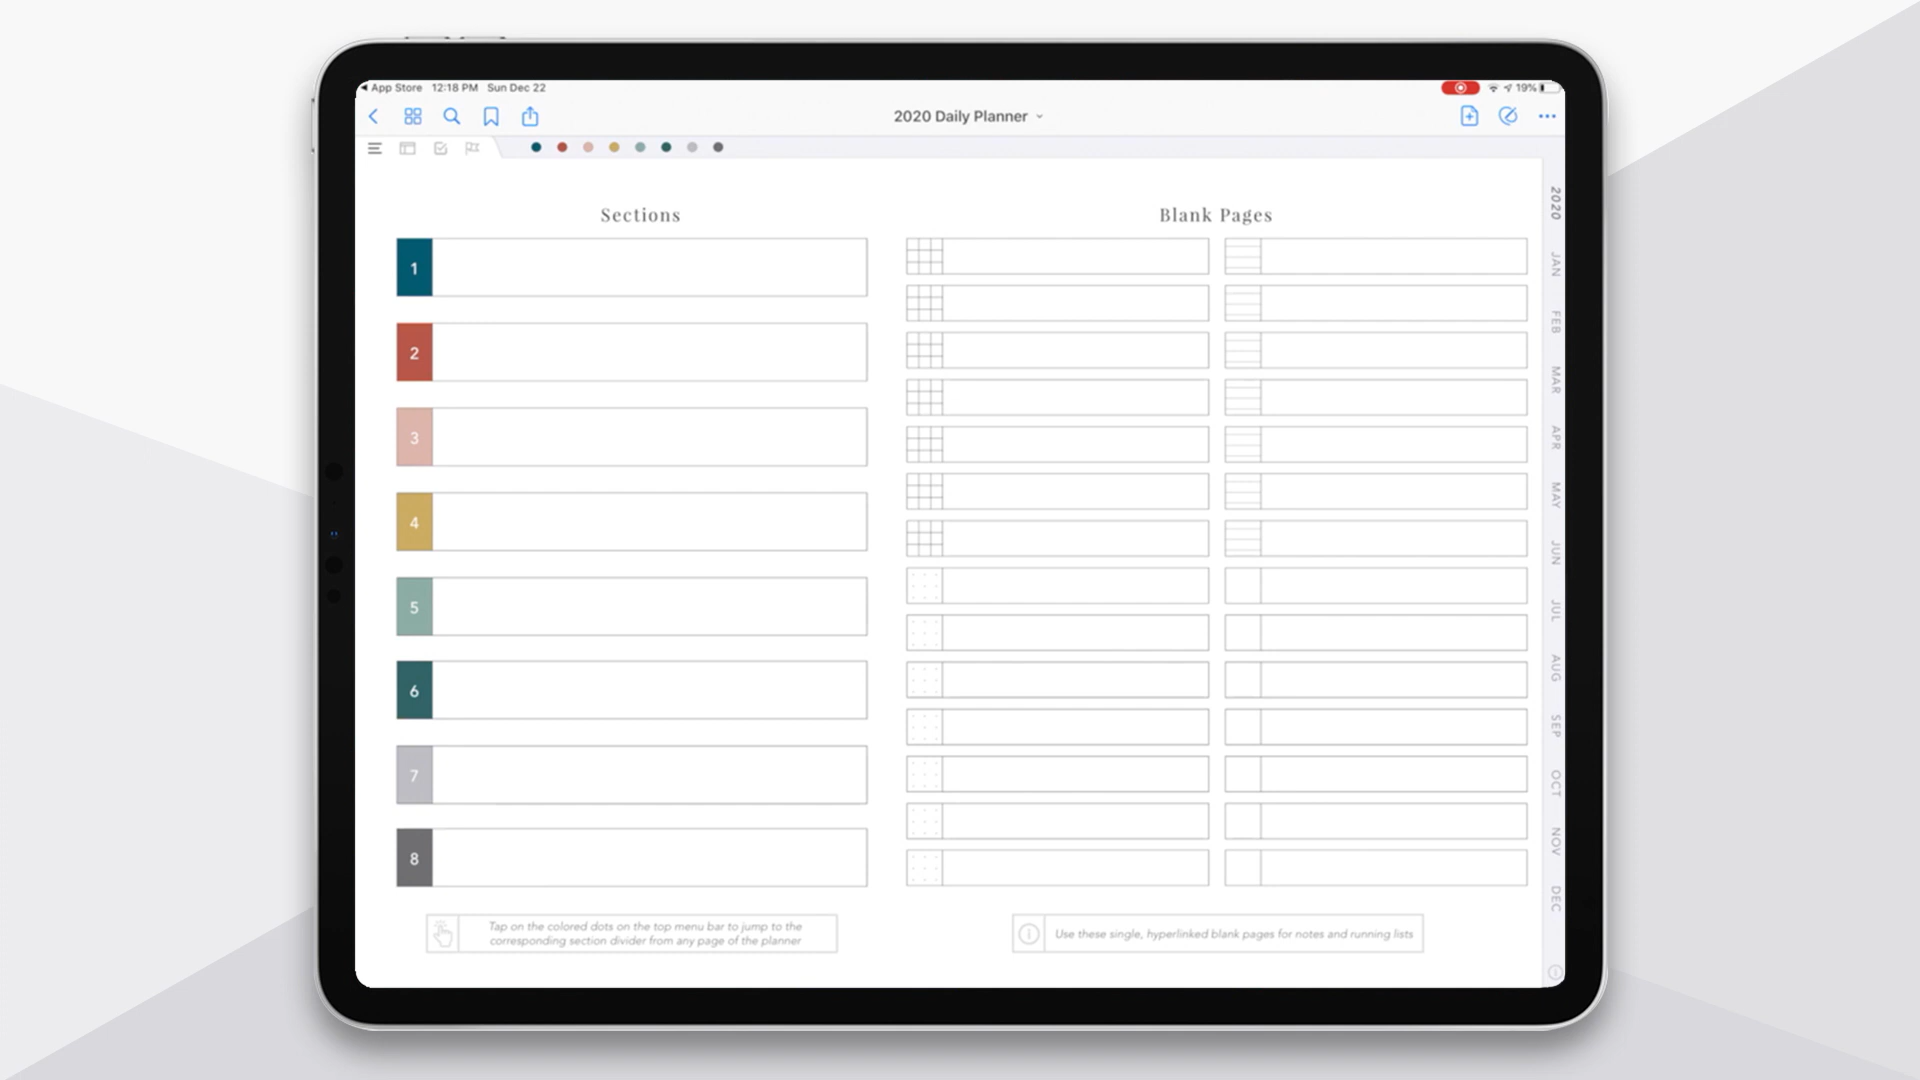 App Store 12:18 PM Sun Dec 22
19%
2020 Daily Planner
Sections
Blank Pages
1
2
3
4
5
6
7
8
Tap on the colored dots on the top menu bar to jump to the
corresponding section divider from any page of the planner
Use these single, hyperlinked blank pages for notes and running lists
2020
JAN
FEB
MAR
APR
MAY
JUN
JUL
AUG
SEP
OCT
NOV
DEC